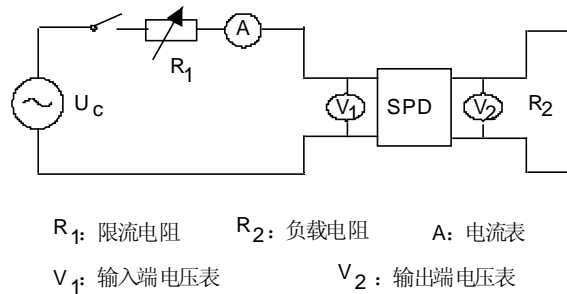 A
R1
UC
V1
SPD
V2
R2
R1: 限流电阻 R2: 负载电阻 A: 电流表
V1: 输入端电压表 V2: 输出端电压表